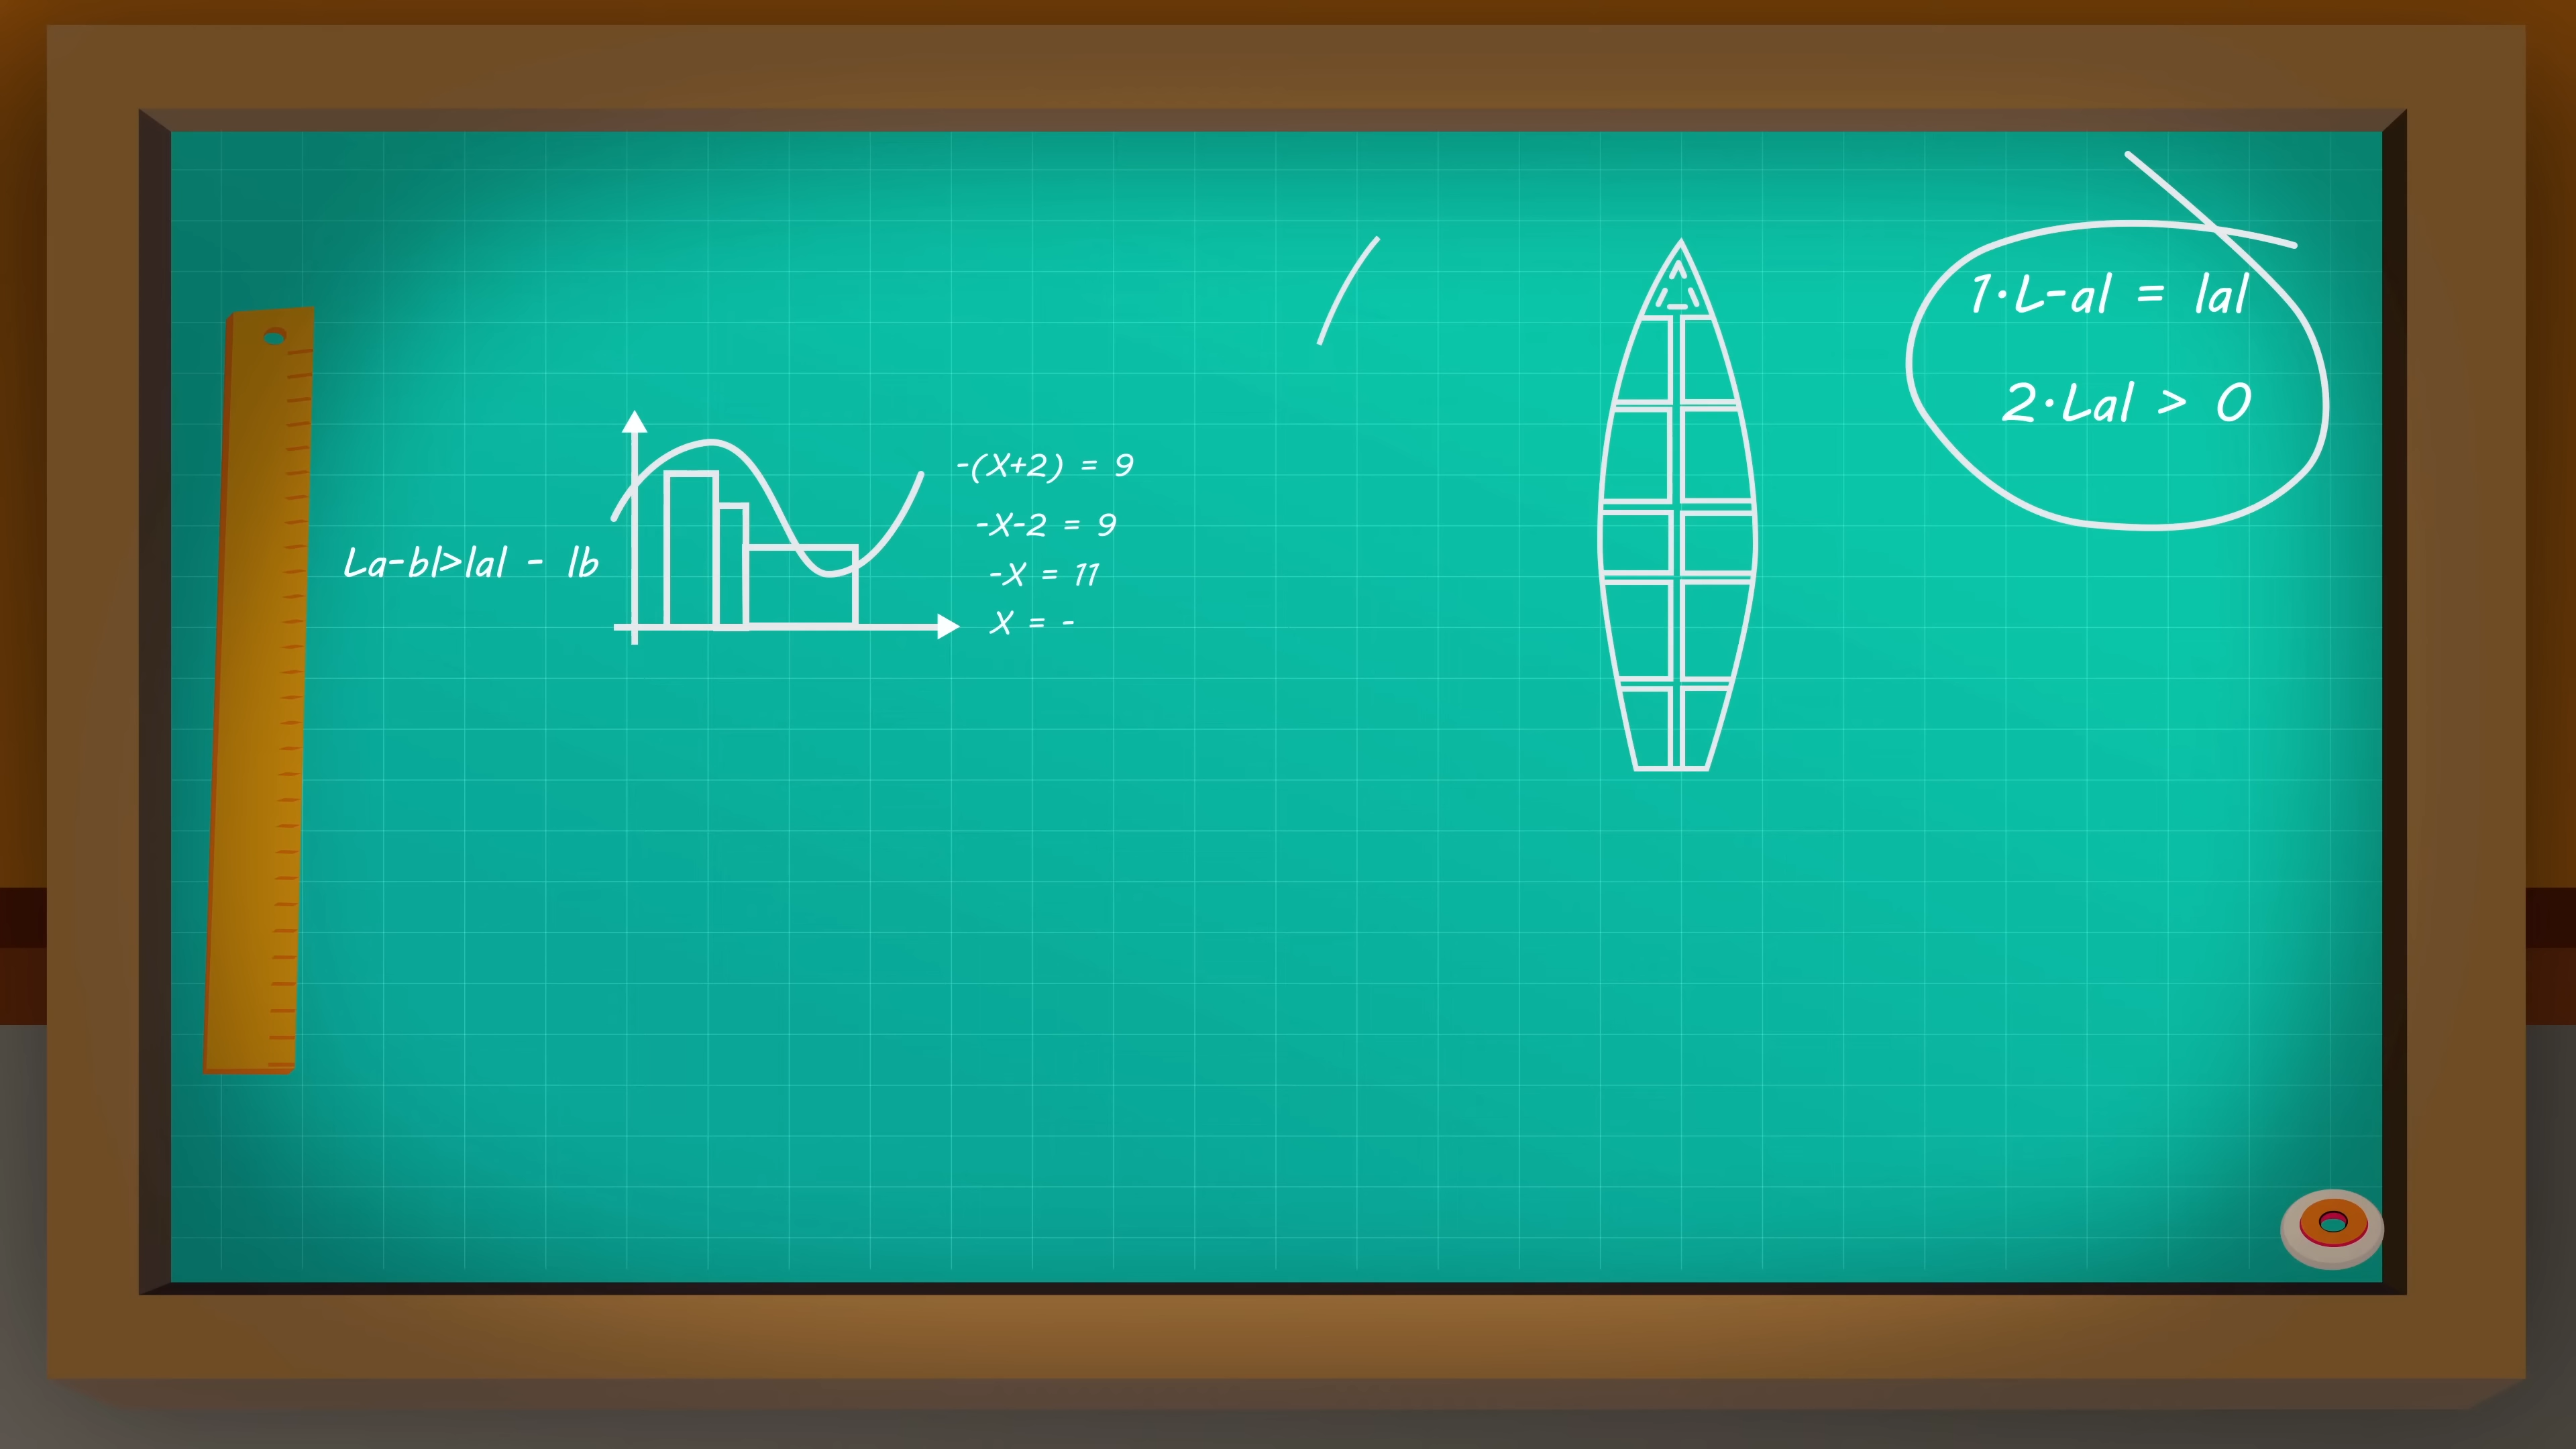 La-bl>lal - lb
-(X+2) = 9
-X-2 = 9
-X = 11
X = -
1·L-al = lal
2·Lal > 0